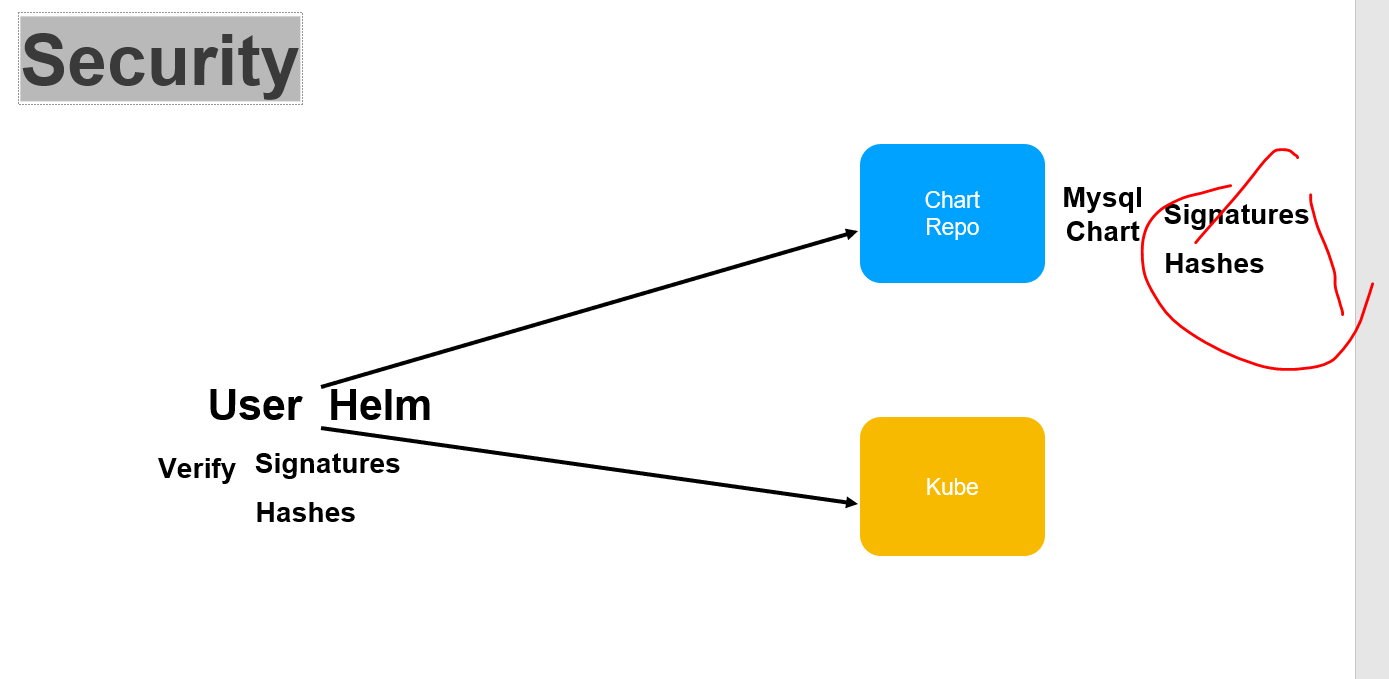 Security
Chart
Repo
Mysql
Chart
Signatures
Hashes
User Helm
Verify Signatures
Hashes
Kube